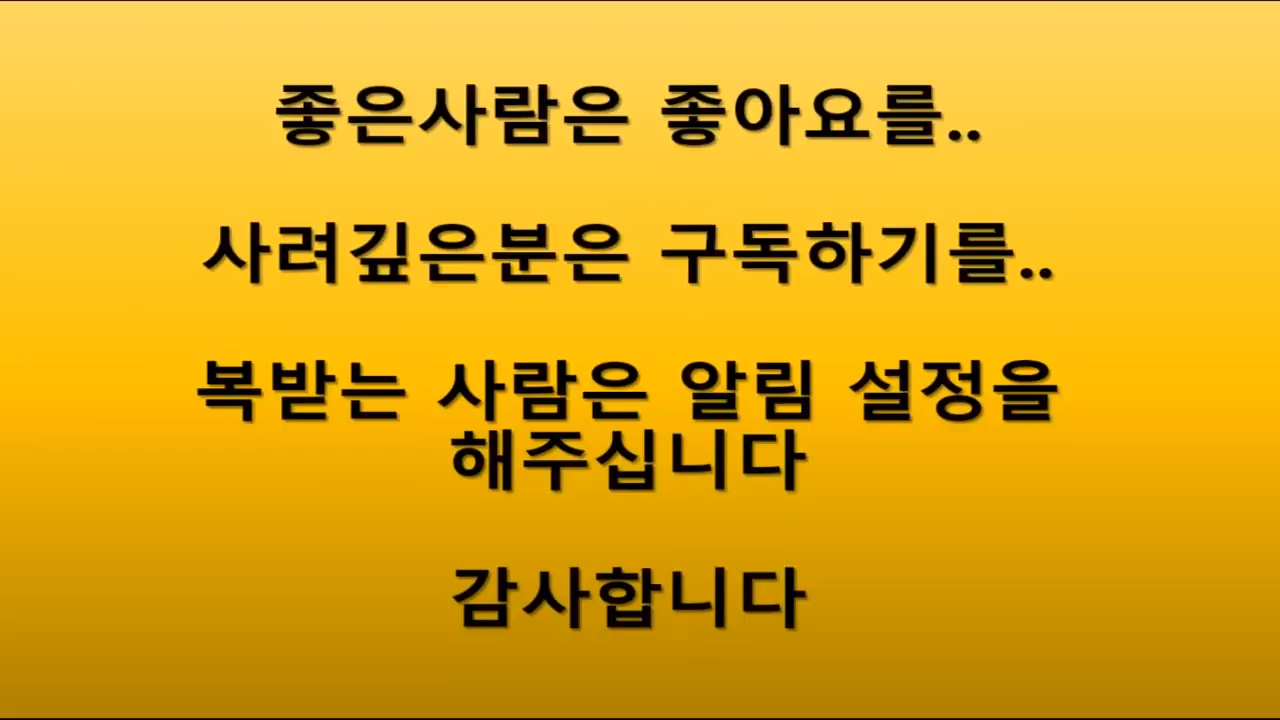 좋은사람은 좋아요를..
사려깊은분은 구독하기를..
복받는 사람은 알림 설정을
해주십니다
감사합니다